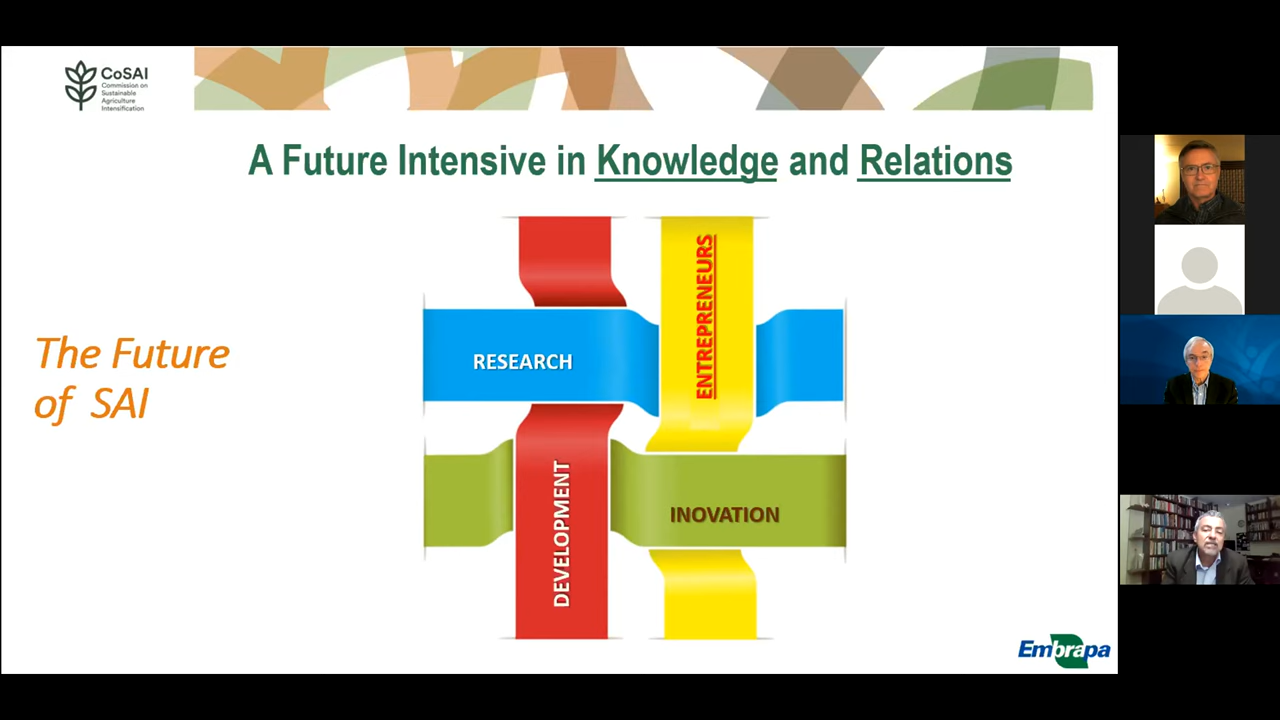 CoSAI
Commission on
Sustainable
Agriculture
Intensification
A Future Intensive in Knowledge and Relations
The Future
of SAI
RESEARCH
ENTREPRENEURS
DEVELOPMENT
INOVATION
Embrapa